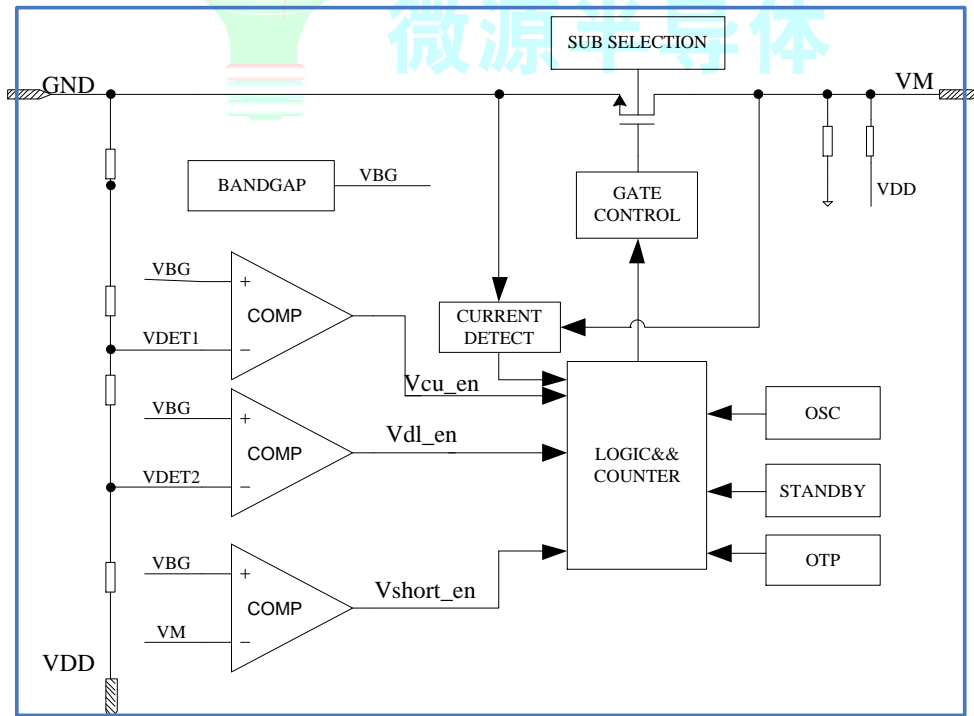 微源半导体
SUB SELECTION
GND
VM
BANDGAP
VBG
GATE
CONTROL
VDD
VBG
+
COMP
VDET1
−
CURRENT
DETECT
Vcu_en
VBG
+
COMP
Vdl_en
VDET2
−
LOGIC&&
COUNTER
OSC
STANDBY
OTP
VBG
+
COMP
Vshort_en
VM
−
VDD